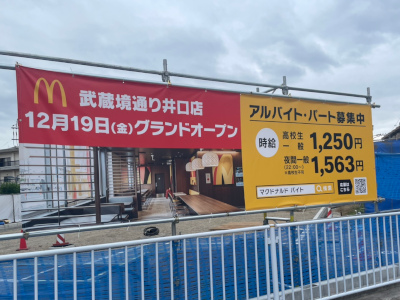 武蔵境通り井口店
12月19日(金)グランドオープン
アルバイト・パート募集中
時給
高校生
一般
1,250円
夜間一般
1,563円
マクドナルド バイト
検索